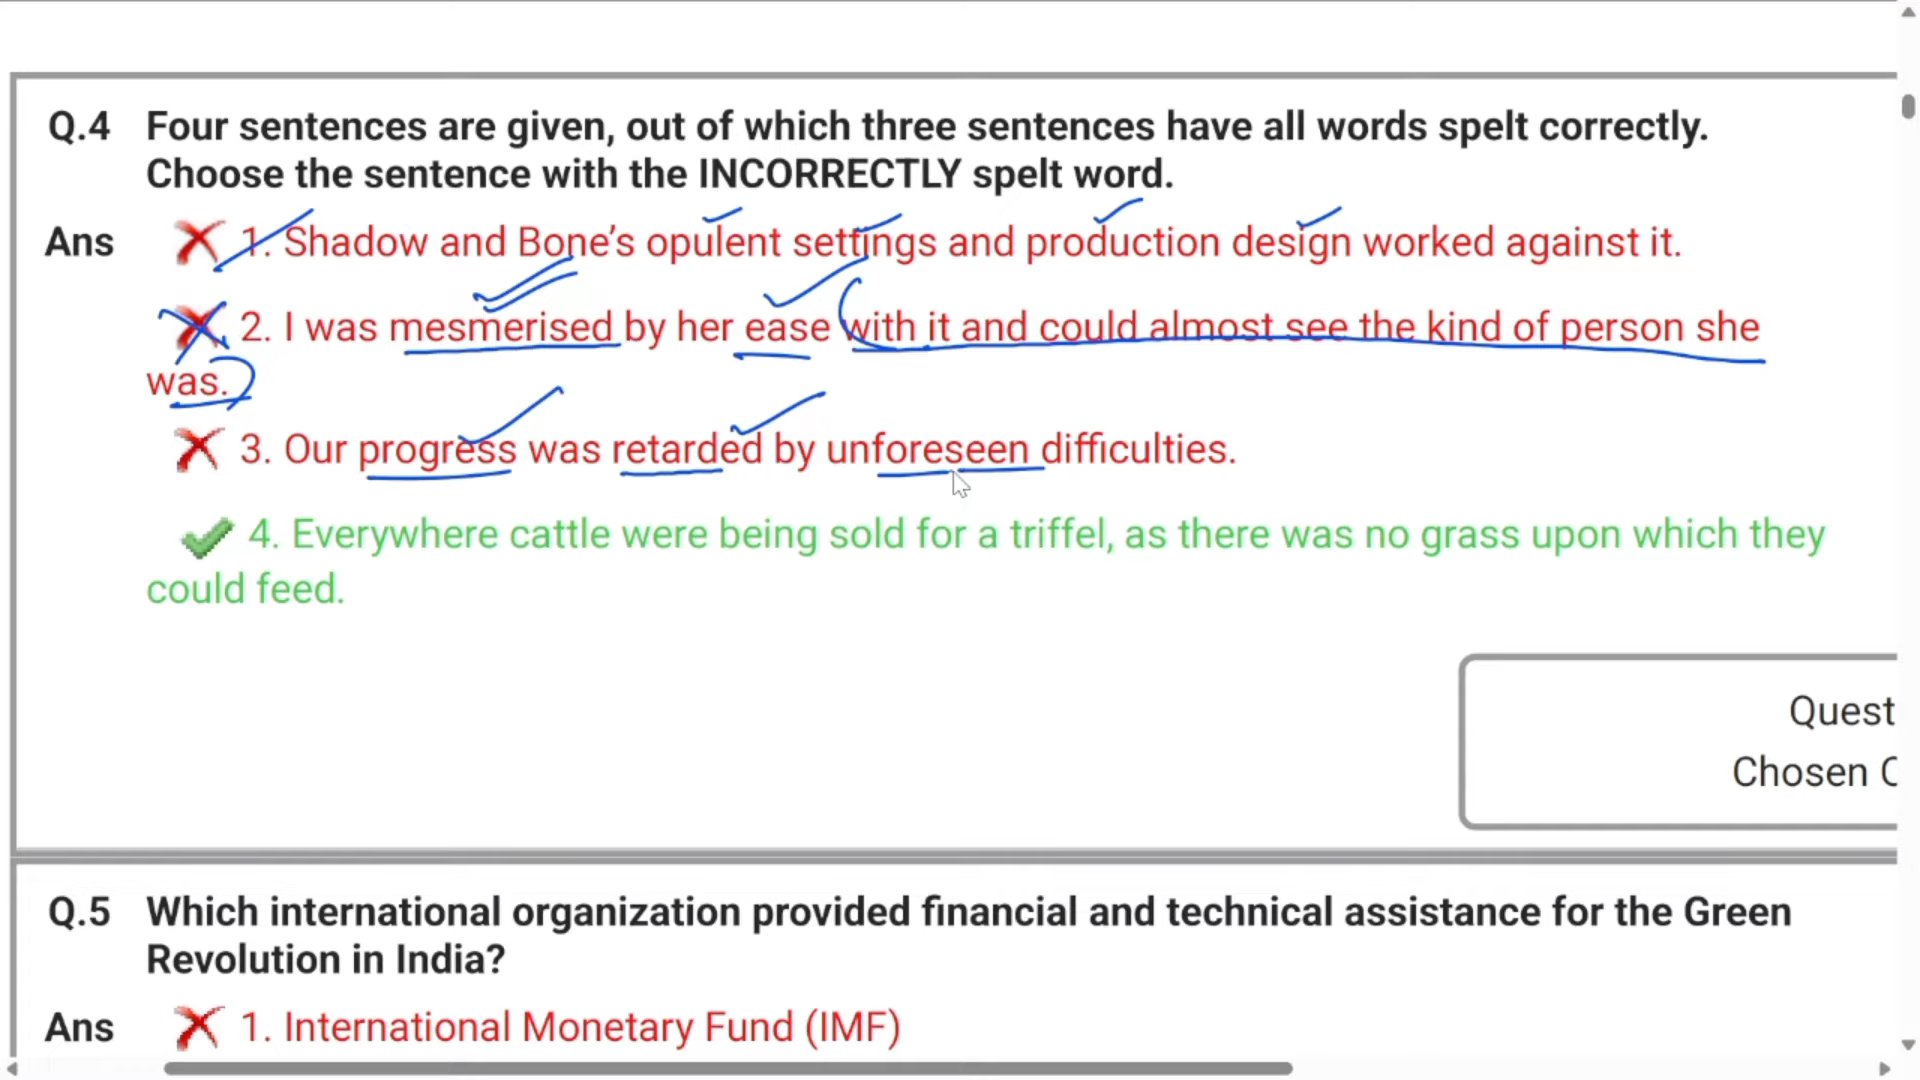 Q.4 Four sentences are given, out of which three sentences have all words spelt correctly.
Choose the sentence with the INCORRECTLY spelt word.
Ans 1. Shadow and Bone's opulent settings and production design worked against it.
2. I was mesmerised by her ease with it and could almost see the kind of person she
was.
3. Our progress was retarded by unforeseen difficulties.
4. Everywhere cattle were being sold for a triffel, as there was no grass upon which they
could feed.
Quest
Chosen
Q.5 Which international organization provided financial and technical assistance for the Green
Revolution in India?
Ans 1. International Monetary Fund (IMF)